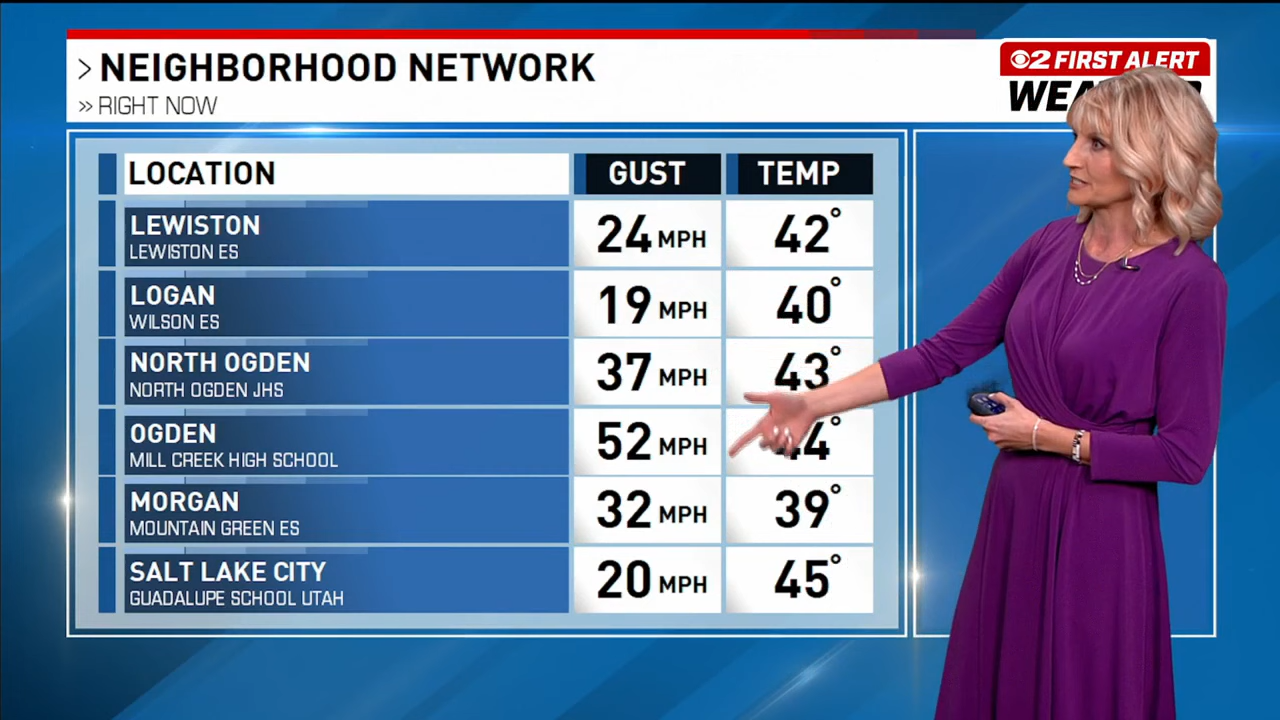 > NEIGHBORHOOD NETWORK
2 FIRST ALERT
» RIGHT NOW
LOCATION GUST TEMP
LEWISTON 24 MPH 42°
LEWISTON ES
LOGAN 19 MPH 40°
WILSON ES
NORTH OGDEN 37 MPH 43°
NORTH OGDEN JHS
OGDEN 52 MPH 44°
MILL CREEK HIGH SCHOOL
MORGAN 32 MPH 39°
MOUNTAIN GREEN ES
SALT LAKE CITY 20 MPH 45°
GUADALUPE SCHOOL UTAH